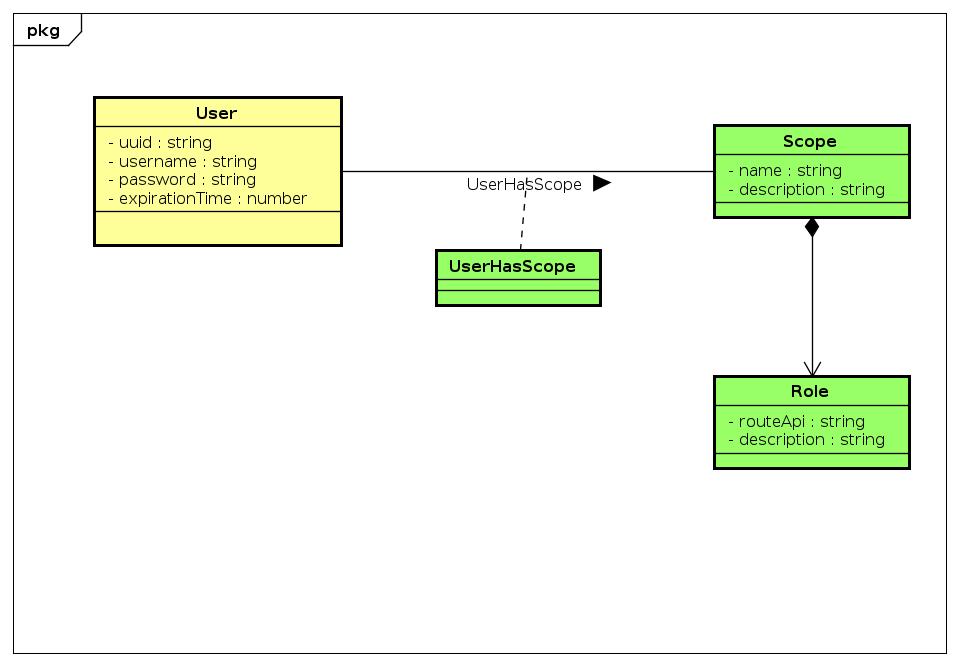 pkg
User
- uuid : string
- username : string
- password : string
- expirationTime : number
UserHasScope
UserHasScope
Scope
- name : string
- description : string
Role
- routeApi : string
- description : string